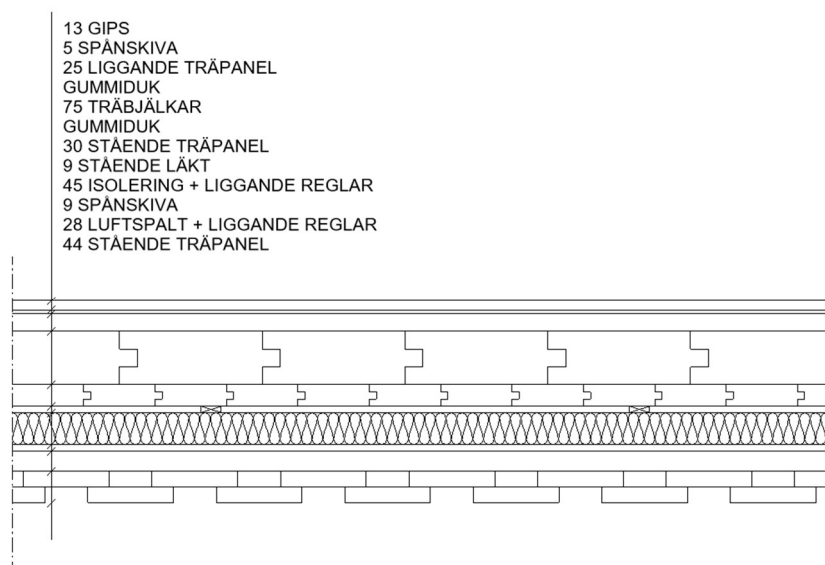 13 GIPS
5 SPÅNSKIVA
25 LIGGANDE TRÄPANEL
GUMMIDUK
75 TRÄBJÄLKAR
GUMMIDUK
30 STÅENDE TRÄPANEL
9 STÅENDE LÄKT
45 ISOLERING + LIGGANDE REGLAR
9 SPÅNSKIVA
28 LUFTSPALT + LIGGANDE REGLAR
44 STÅENDE TRÄPANEL